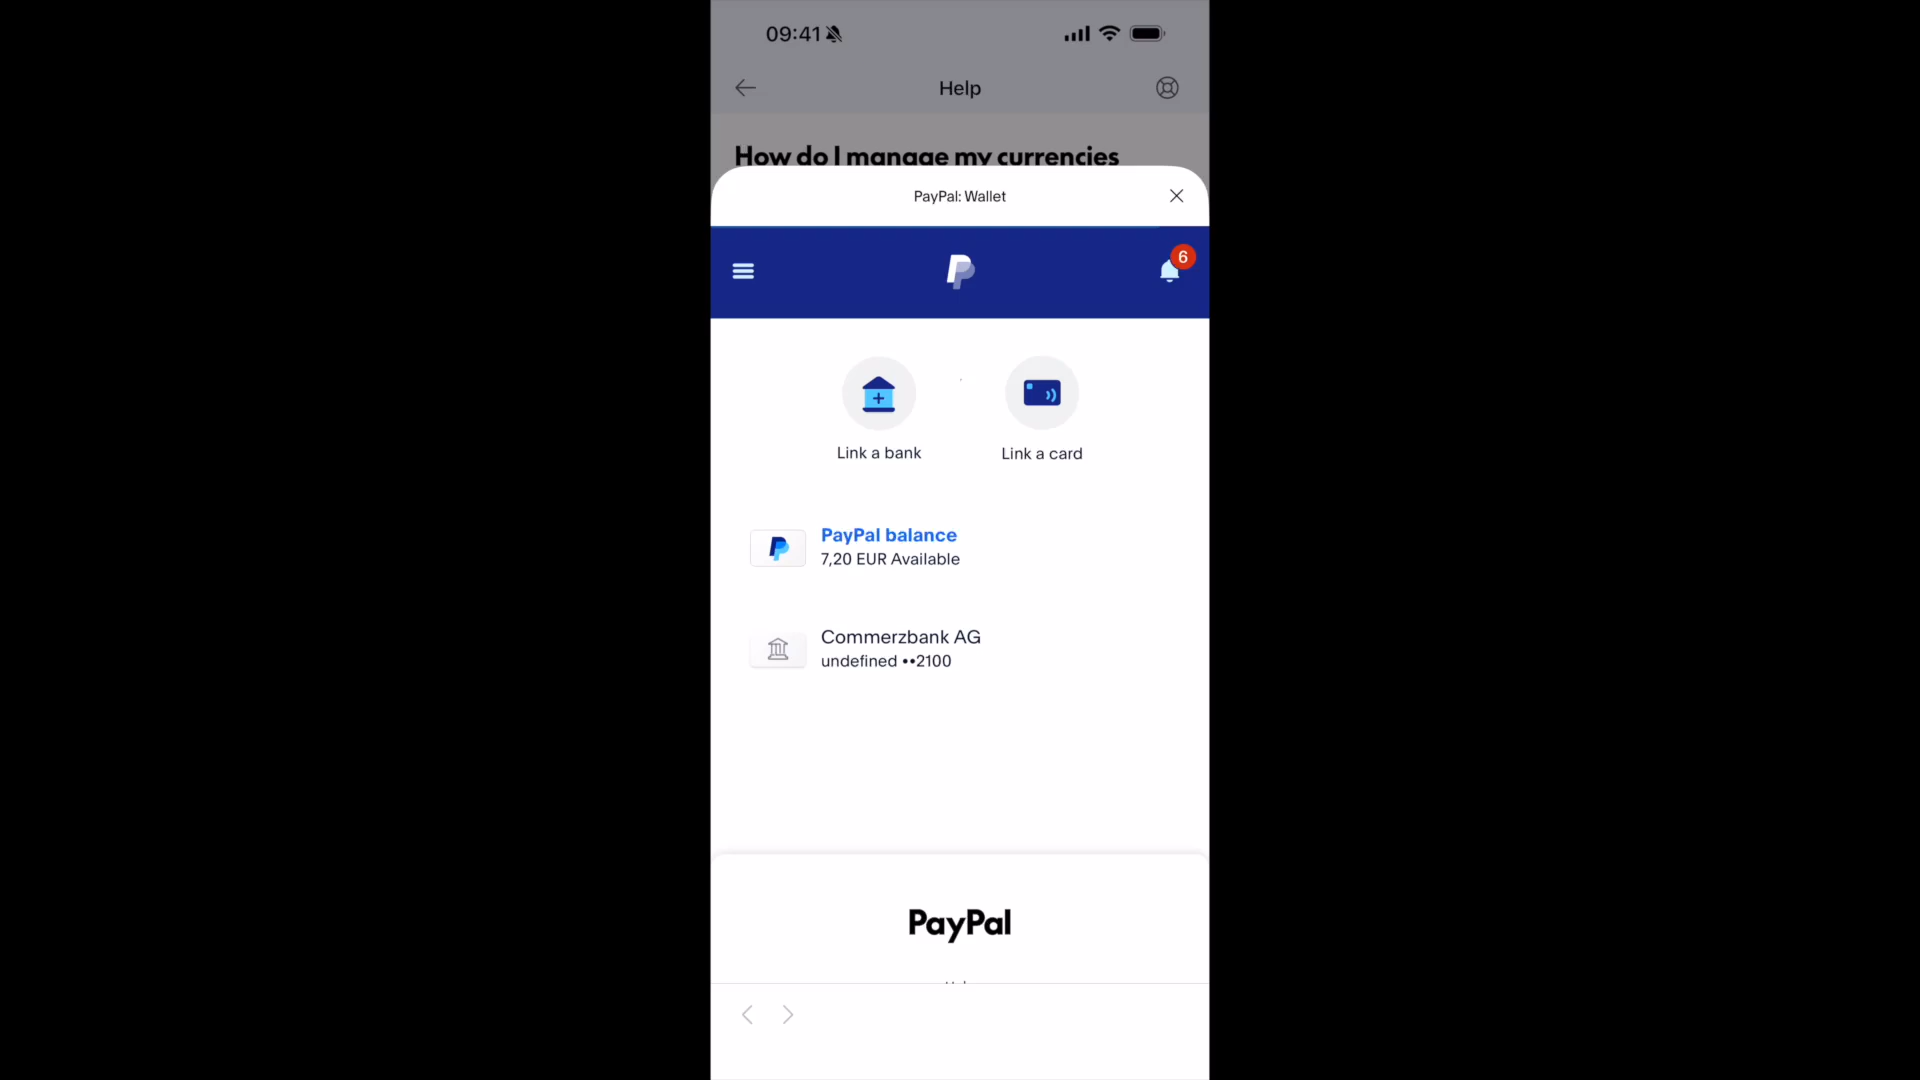 09:41
Help
How do I manage my currencies
PayPal: Wallet
6
Link a bank
Link a card
PayPal balance
7,20 EUR Available
Commerzbank AG
undefined ••2100
PayPal